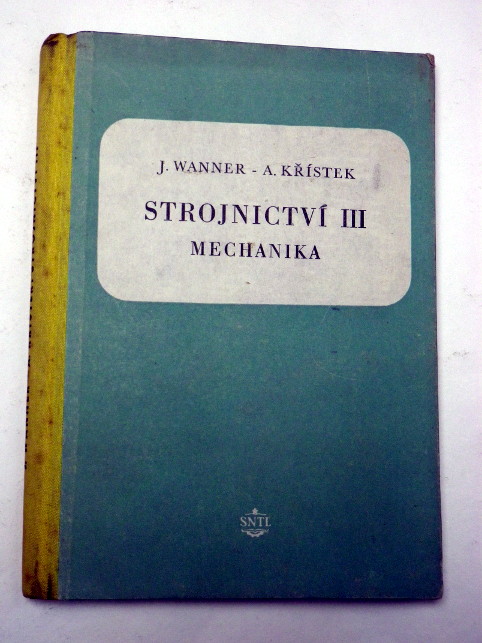 J. WANNER - A. KŘÍSTEK
STROJNICTVÍ III
MECHANIKA
SNTL